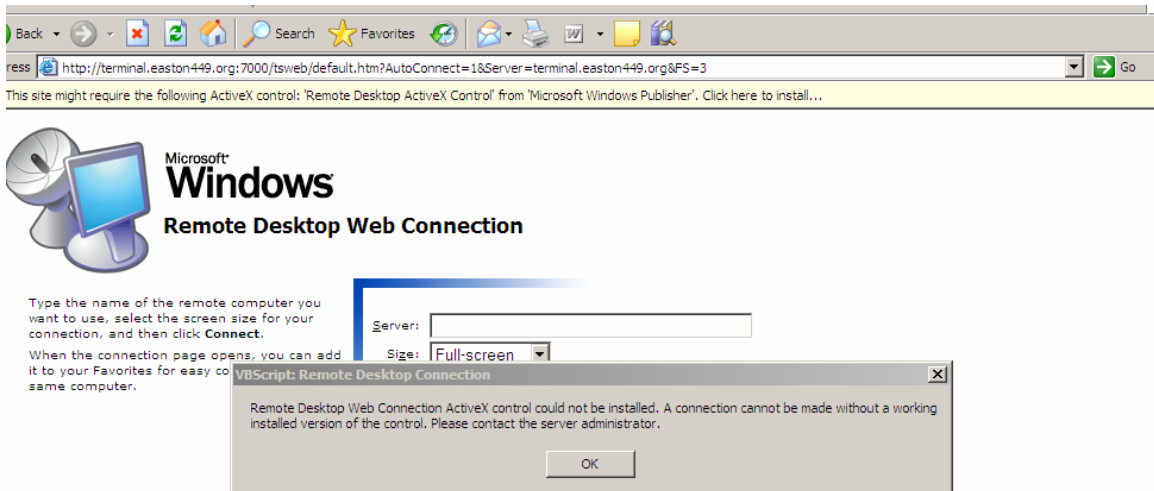 Back Search Favorites
ress http://terminal.easton449.org:7000/tsweb/default.htm?AutoConnect=1&Server=terminal.easton449.org&FS=3 Go
This site might require the following ActiveX control: 'Remote Desktop ActiveX Control' from 'Microsoft Windows Publisher'. Click here to install...
Microsoft
Windows
Remote Desktop Web Connection
Type the name of the remote computer you
want to use, select the screen size for your
connection, and then click Connect.
When the connection page opens, you can add
it to your Favorites for easy co
same computer.
Server:
Size: Full-screen
VBScript: Remote Desktop Connection
Remote Desktop Web Connection ActiveX control could not be installed. A connection cannot be made without a working
installed version of the control. Please contact the server administrator.
OK